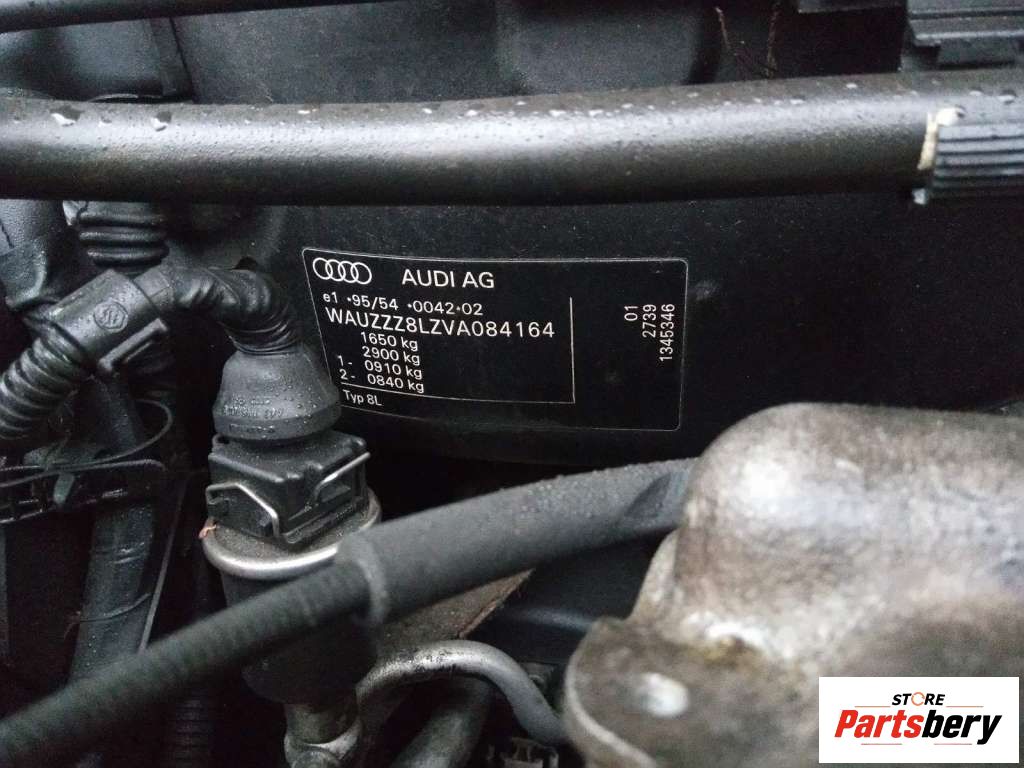 AUDI AG
e1 *95/54 *0042*02
WAUZZZ8LZVA084164
1650 kg
2900 kg
1 - 0910 kg
2 - 0840 kg
Typ 8L
01
2739
1345346
STORE
Partsbery